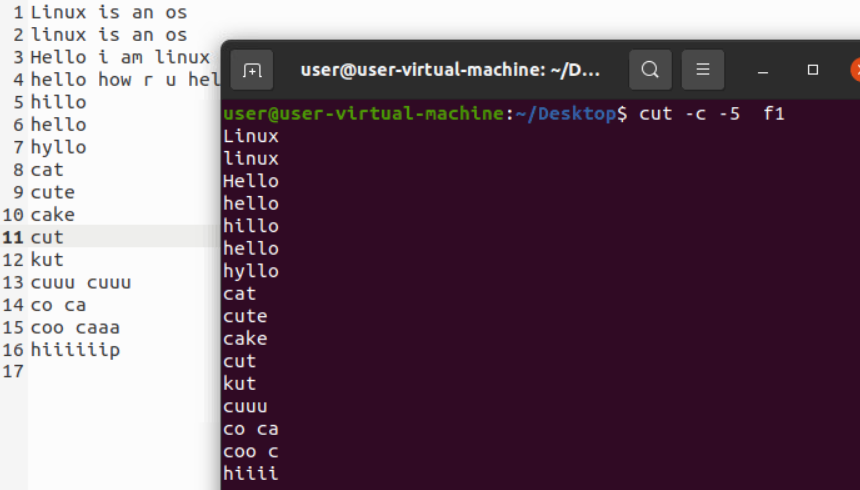 1 Linux is an os
2 linux is an os
3 Hello i am linux
4 hello how r u hel
5 hillo
6 hello
7 hyllo
8 cat
9 cute
10 cake
11 cut
12 kut
13 cuuu cuuu
14 co ca
15 coo caaa
16 hiiiiiip
17
user@user-virtual-machine: ~/D...
user@user-virtual-machine:~/Desktop$ cut -c -5  f1
Linux
linux
Hello
hello
hillo
hello
hyllo
cat
cute
cake
cut
kut
cuuu
co ca
coo c
hiiii